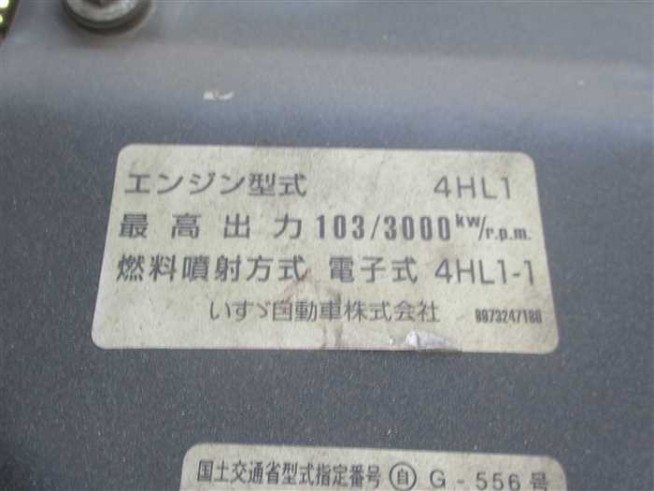 エンジン型式 4HL1
最高出力 103/3000 kW/r.p.m.
燃料噴射方式 電子式 4HL1-1
いすゞ自動車株式会社 8973247180
国土交通省型式指定番号 自 G-556号